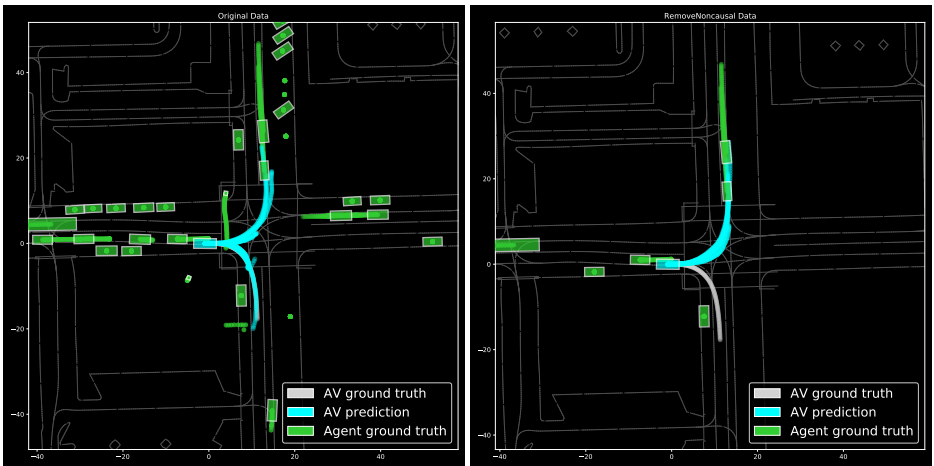 Original Data
40
20
0
−20
−40
−40
−20
0
20
40
AV ground truth
AV prediction
Agent ground truth
RemoveNoncausal Data
40
20
0
−20
−40
−40
−20
0
20
40
AV ground truth
AV prediction
Agent ground truth